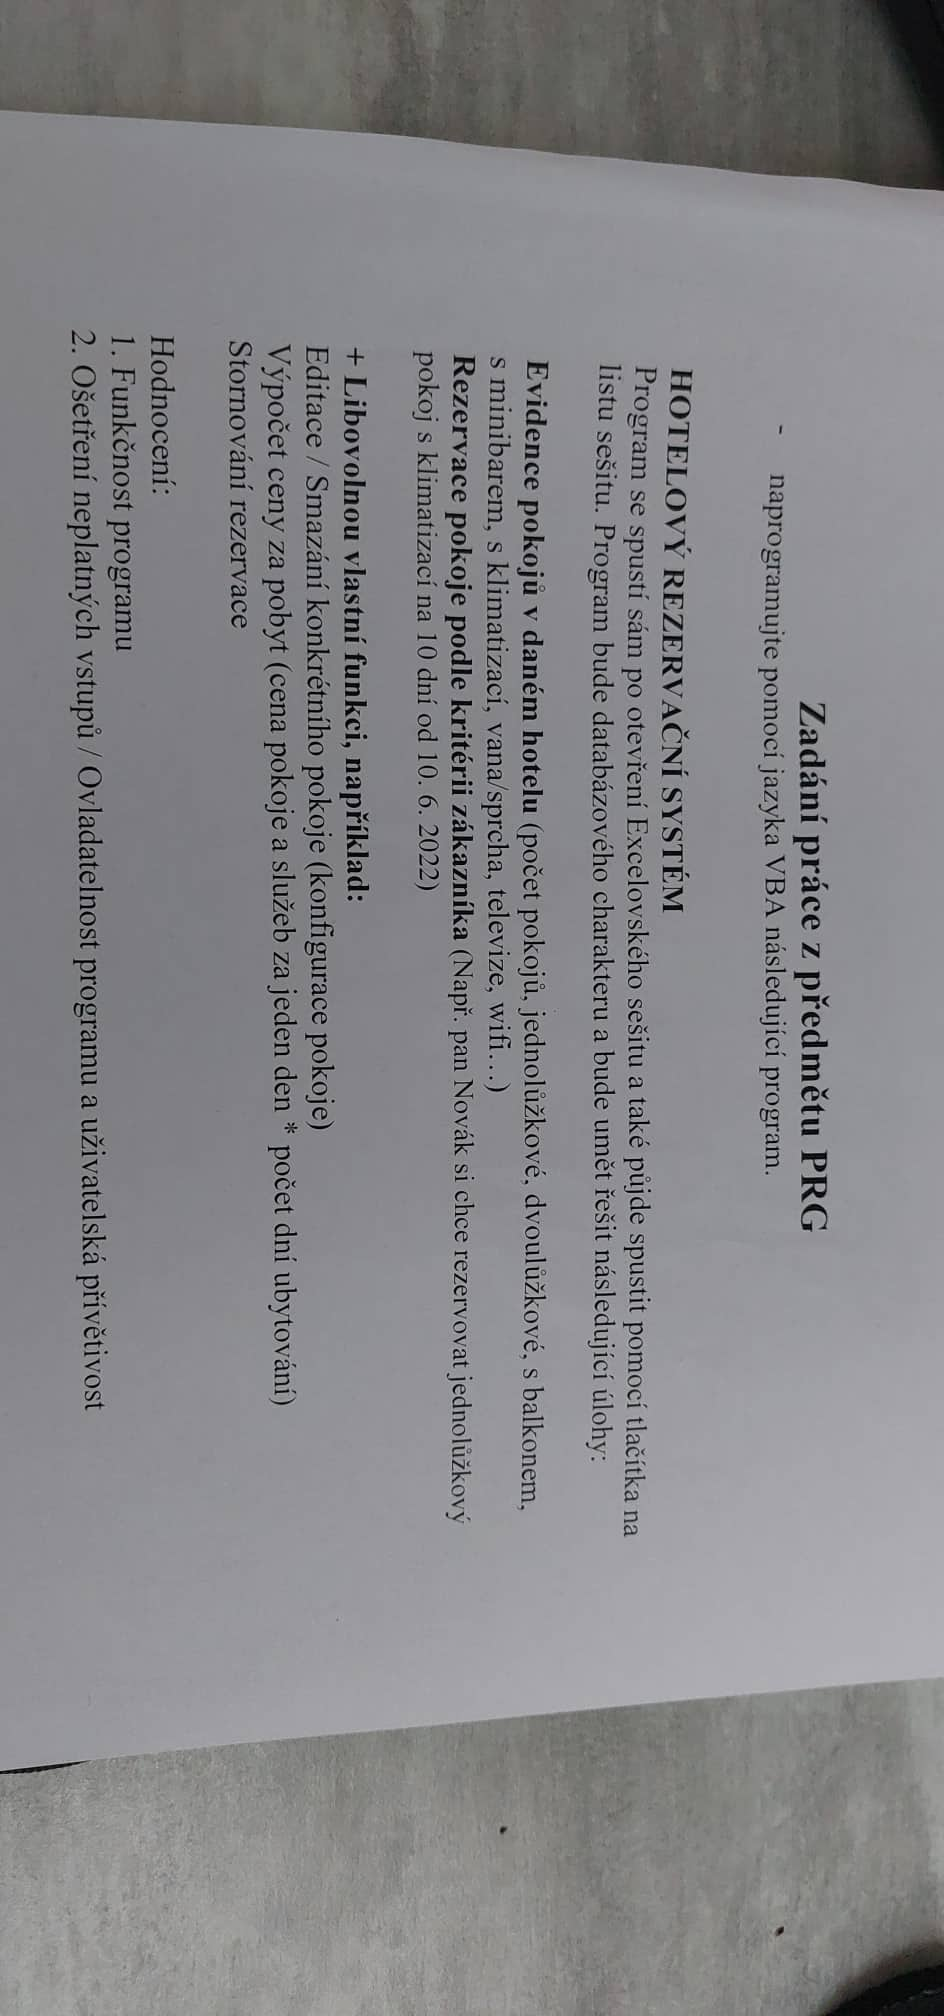 Zadání práce z předmětu PRG
- naprogramujte pomocí jazyka VBA následující program.
HOTELOVÝ REZERVAČNÍ SYSTÉM
Program se spustí sám po otevření Excelovského sešitu a také půjde spustit pomocí tlačítka na
listu sešitu. Program bude databázového charakteru a bude umět řešit následující úlohy:
Evidence pokojů v daném hotelu (počet pokojů, jednolůžkové, dvoulůžkové, s balkonem,
s minibarem, s klimatizací, vana/sprcha, televize, wifi…)
Rezervace pokoje podle kritérii zákazníka (Např. pan Novák si chce rezervovat jednolůžkový
pokoj s klimatizací na 10 dní od 10. 6. 2022)
+ Libovolnou vlastní funkci, například:
Editace / Smazání konkrétního pokoje (konfigurace pokoje)
Výpočet ceny za pobyt (cena pokoje a služeb za jeden den * počet dní ubytování)
Stornování rezervace
Hodnocení:
1. Funkčnost programu
2. Ošetření neplatných vstupů / Ovladatelnost programu a uživatelská přívětivost